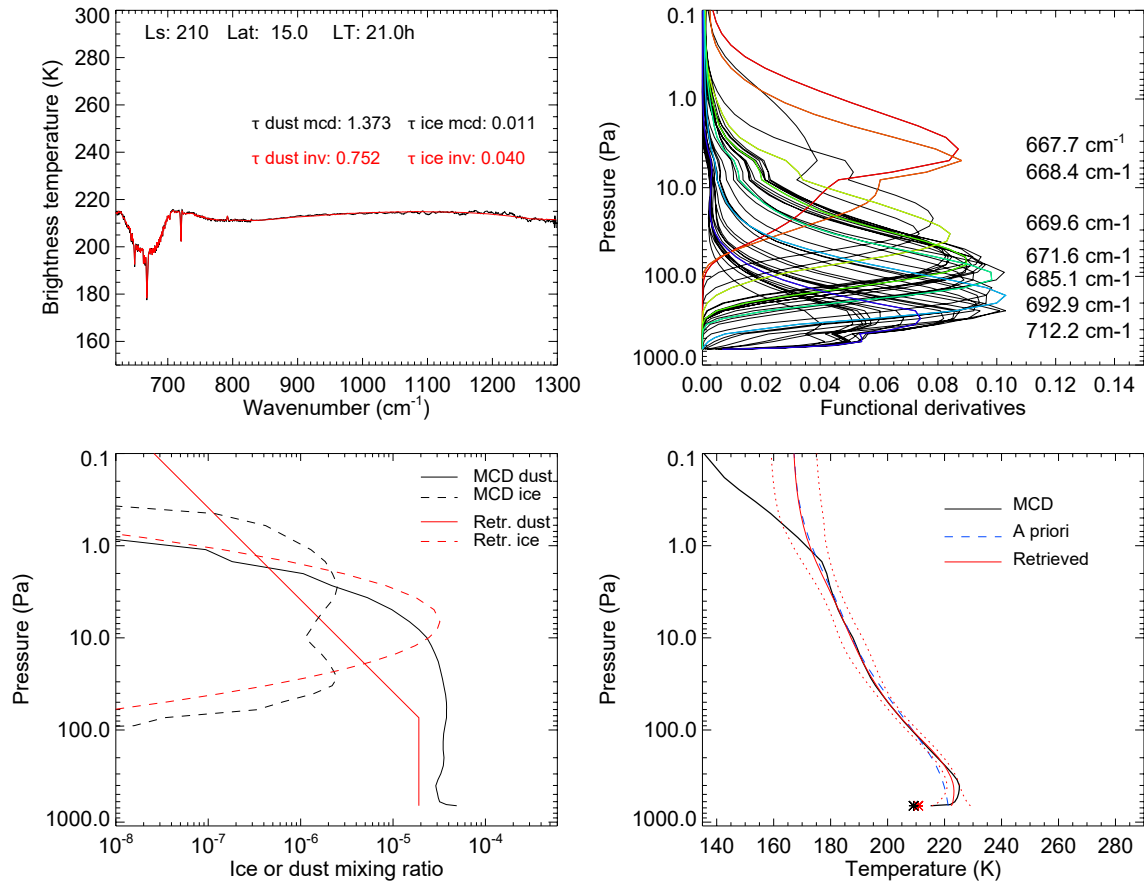 Ls: 210 Lat: 15.0 LT: 21.0h
τ dust mcd: 1.373 τ ice mcd: 0.011
τ dust inv: 0.752 τ ice inv: 0.040
Brightness temperature (K)
300
280
260
240
220
200
180
160
700 800 900 1000 1100 1200 1300
Wavenumber (cm⁻¹)
Pressure (Pa)
0.1
1.0
10.0
100.0
1000.0
667.7 cm⁻¹
668.4 cm-1
669.6 cm-1
671.6 cm-1
685.1 cm-1
692.9 cm-1
712.2 cm-1
0.00 0.02 0.04 0.06 0.08 0.10 0.12 0.14
Functional derivatives
Pressure (Pa)
0.1
1.0
10.0
100.0
1000.0
MCD dust
MCD ice
Retr. dust
Retr. ice
10⁻⁸ 10⁻⁷ 10⁻⁶ 10⁻⁵ 10⁻⁴
Ice or dust mixing ratio
Pressure (Pa)
0.1
1.0
10.0
100.0
1000.0
MCD
A priori
Retrieved
140 160 180 200 220 240 260 280
Temperature (K)